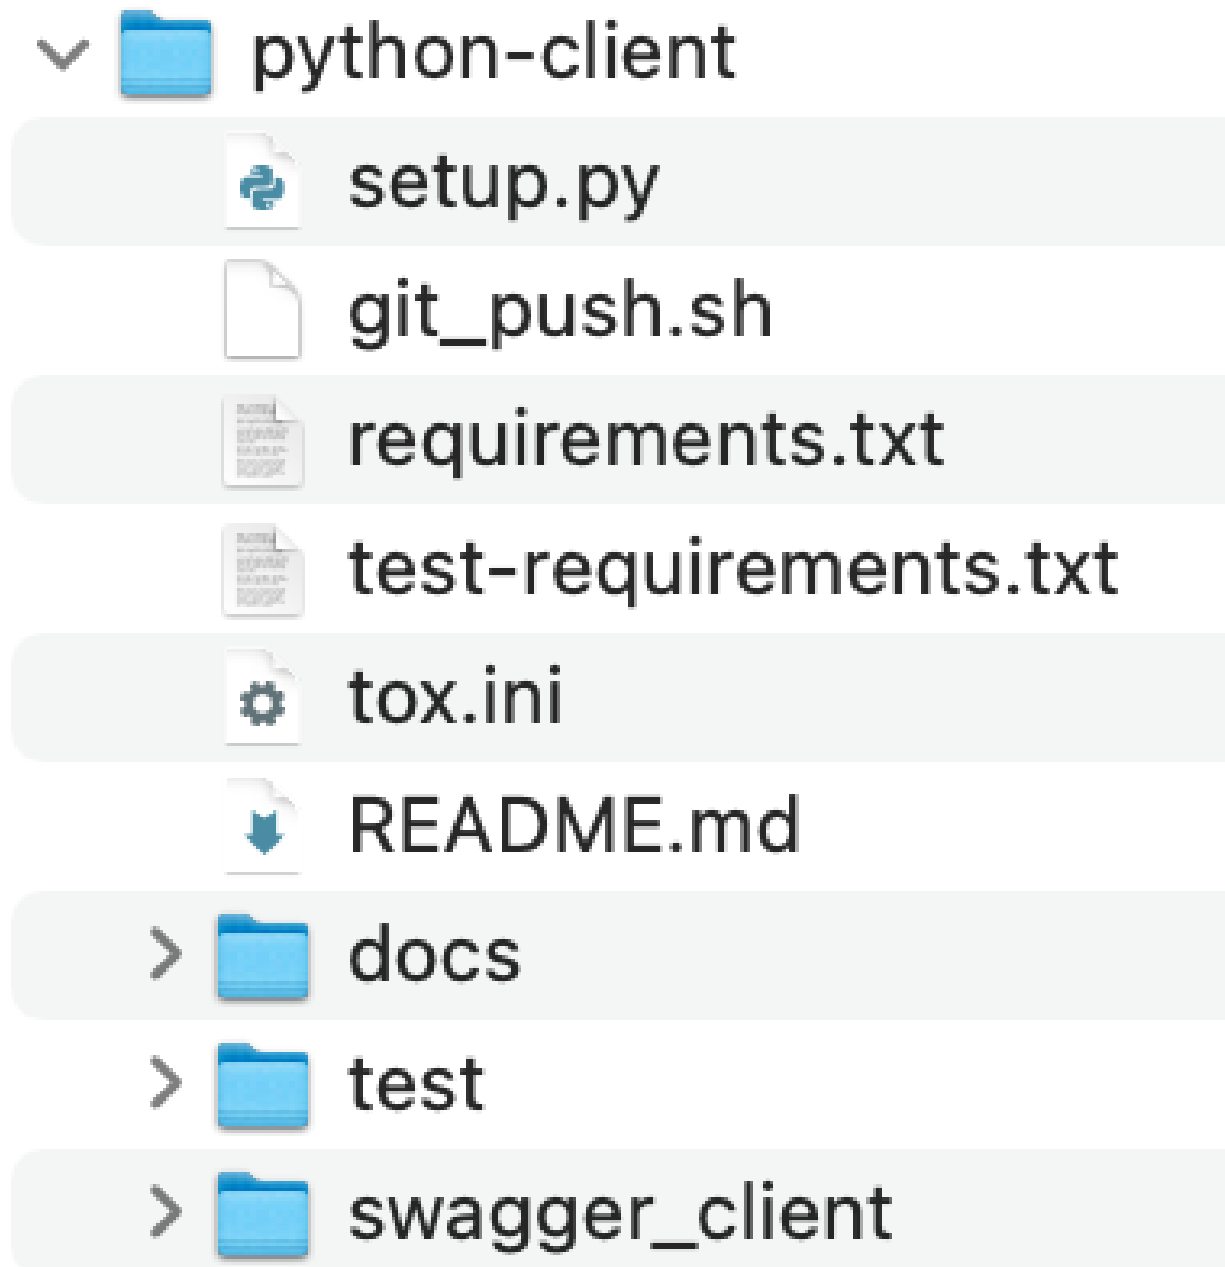 python-client
setup.py
git_push.sh
requirements.txt
test-requirements.txt
tox.ini
README.md
docs
test
swagger_client